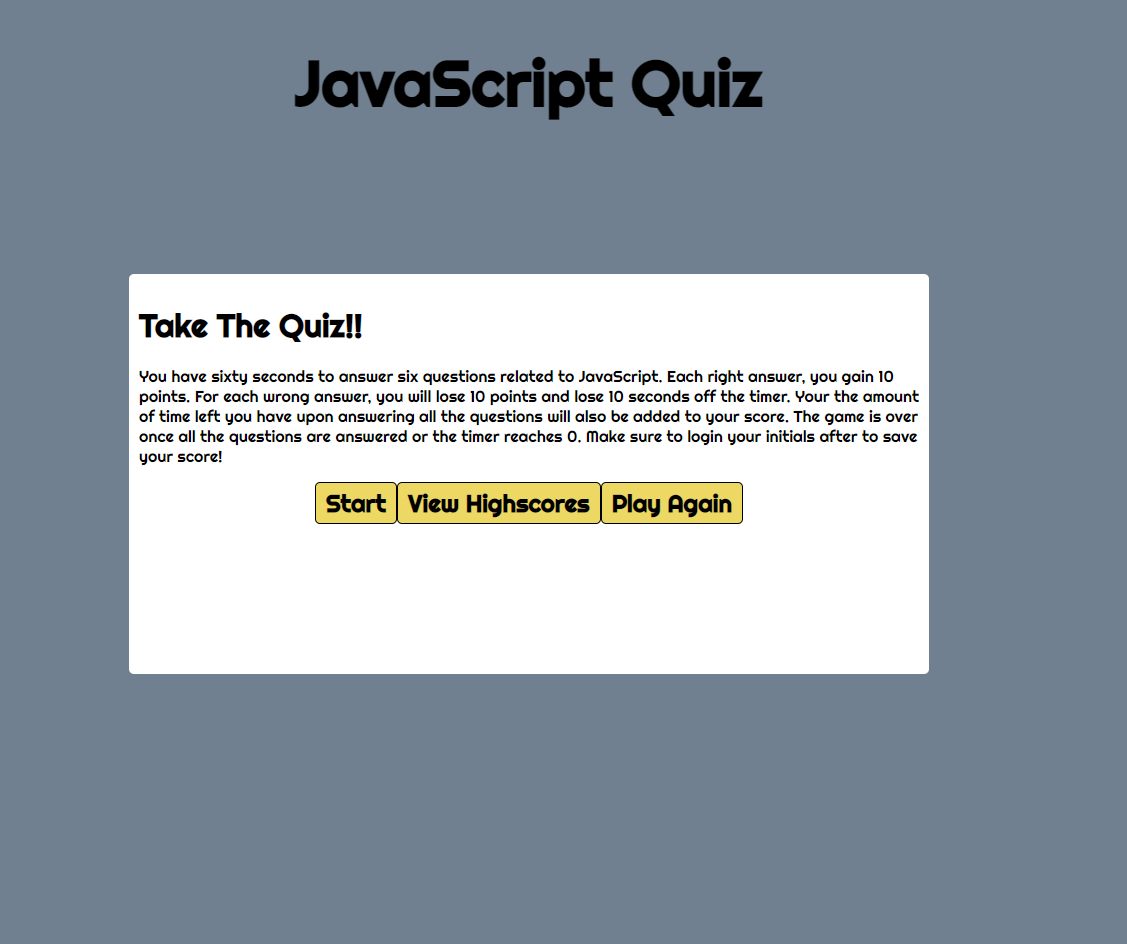 JavaScript Quiz
Take The Quiz!!
You have sixty seconds to answer six questions related to JavaScript. Each right answer, you gain 10
points. For each wrong answer, you will lose 10 points and lose 10 seconds off the timer. Your the amount
of time left you have upon answering all the questions will also be added to your score. The game is over
once all the questions are answered or the timer reaches 0. Make sure to login your initials after to save
your score!
Start View Highscores Play Again